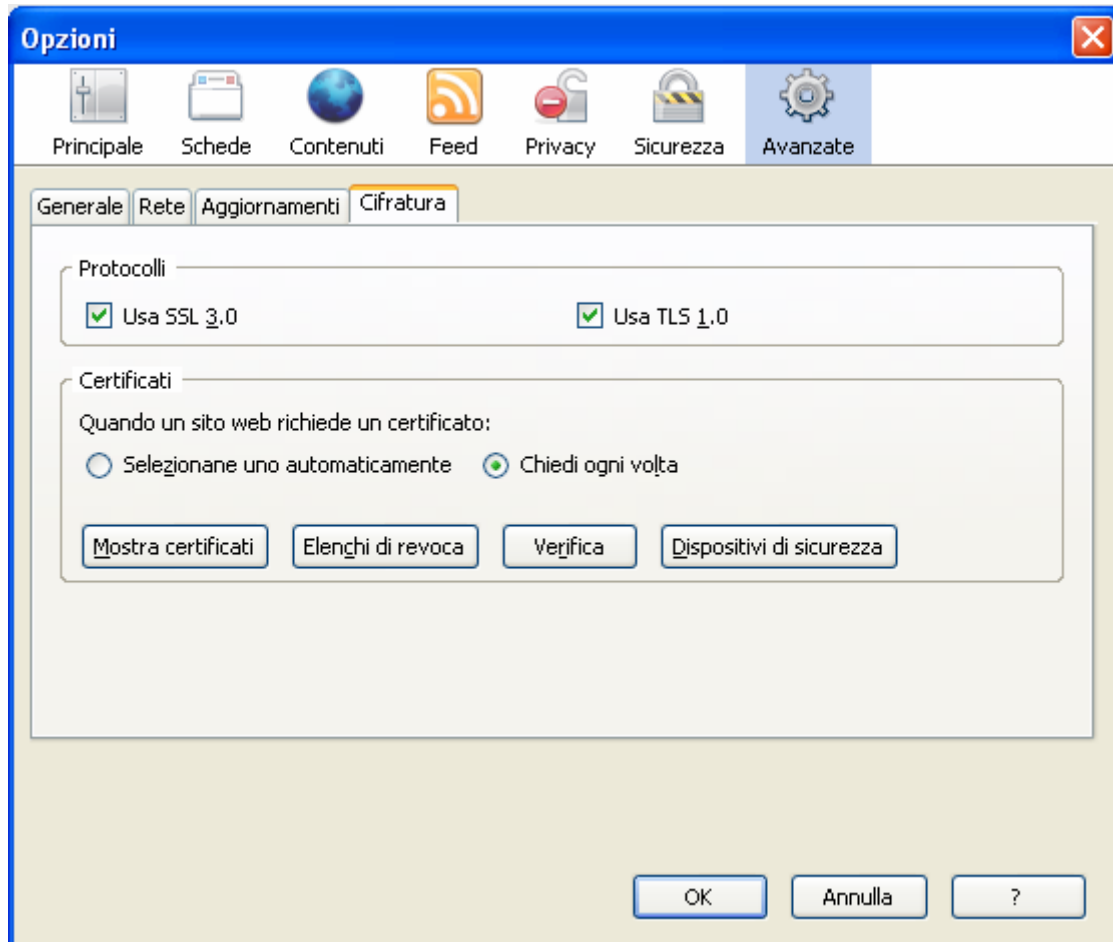 Opzioni
Principale Schede Contenuti Feed Privacy Sicurezza Avanzate
Generale Rete Aggiornamenti Cifratura
Protocolli
Usa SSL 3.0 Usa TLS 1.0
Certificati
Quando un sito web richiede un certificato:
Selezionane uno automaticamente Chiedi ogni volta
Mostra certificati Elenchi di revoca Verifica Dispositivi di sicurezza
OK Annulla ?